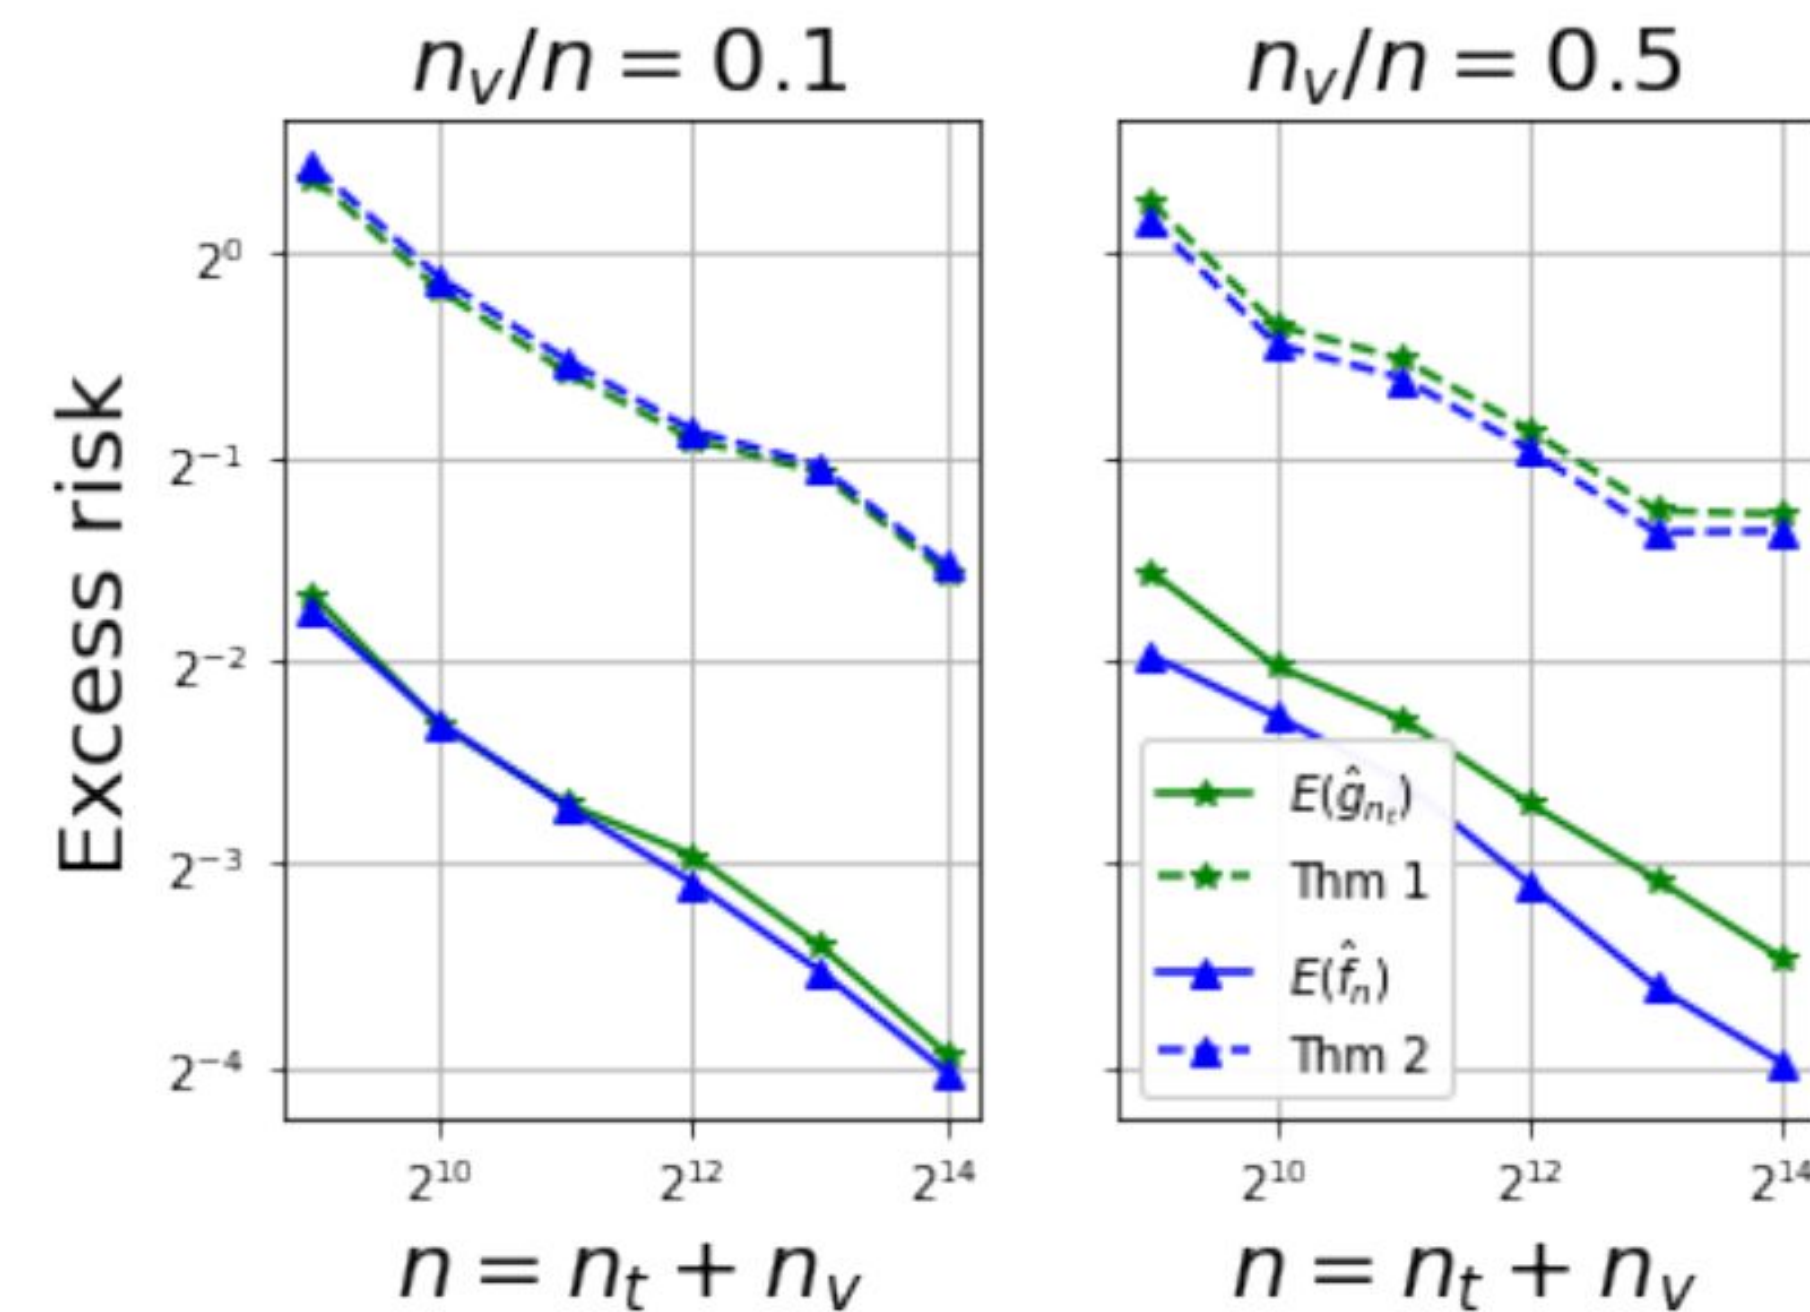 n_v/n = 0.1
n_v/n = 0.5
Excess risk
2^0
2^{-1}
2^{-2}
2^{-3}
2^{-4}
2^{10} 2^{12} 2^{14}
2^{10} 2^{12} 2^{14}
n = n_t + n_v
n = n_t + n_v
E(ĝ_{n_t})
Thm 1
E(f̂_n)
Thm 2